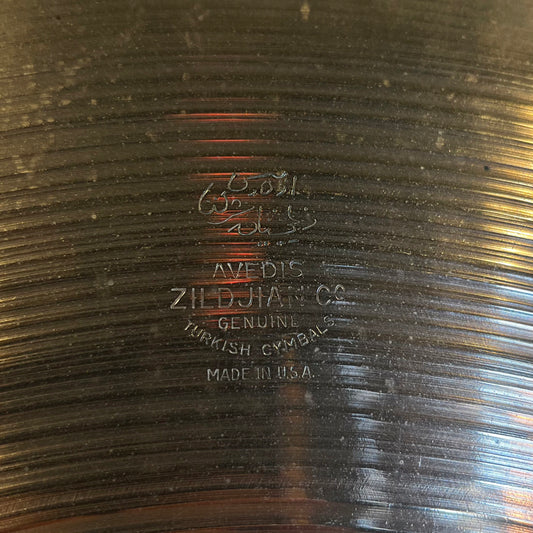 AVEDIS
ZILDJIAN CO.
GENUINE
TURKISH CYMBALS
MADE IN U.S.A.